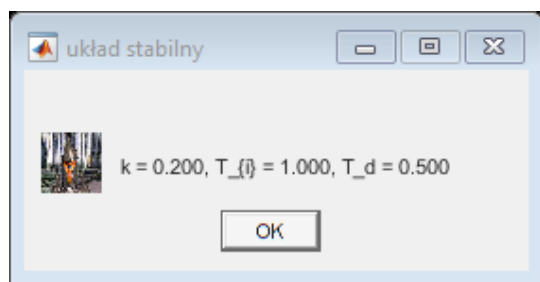 układ stabilny
k = 0.200, T_{i} = 1.000, T_d = 0.500
OK